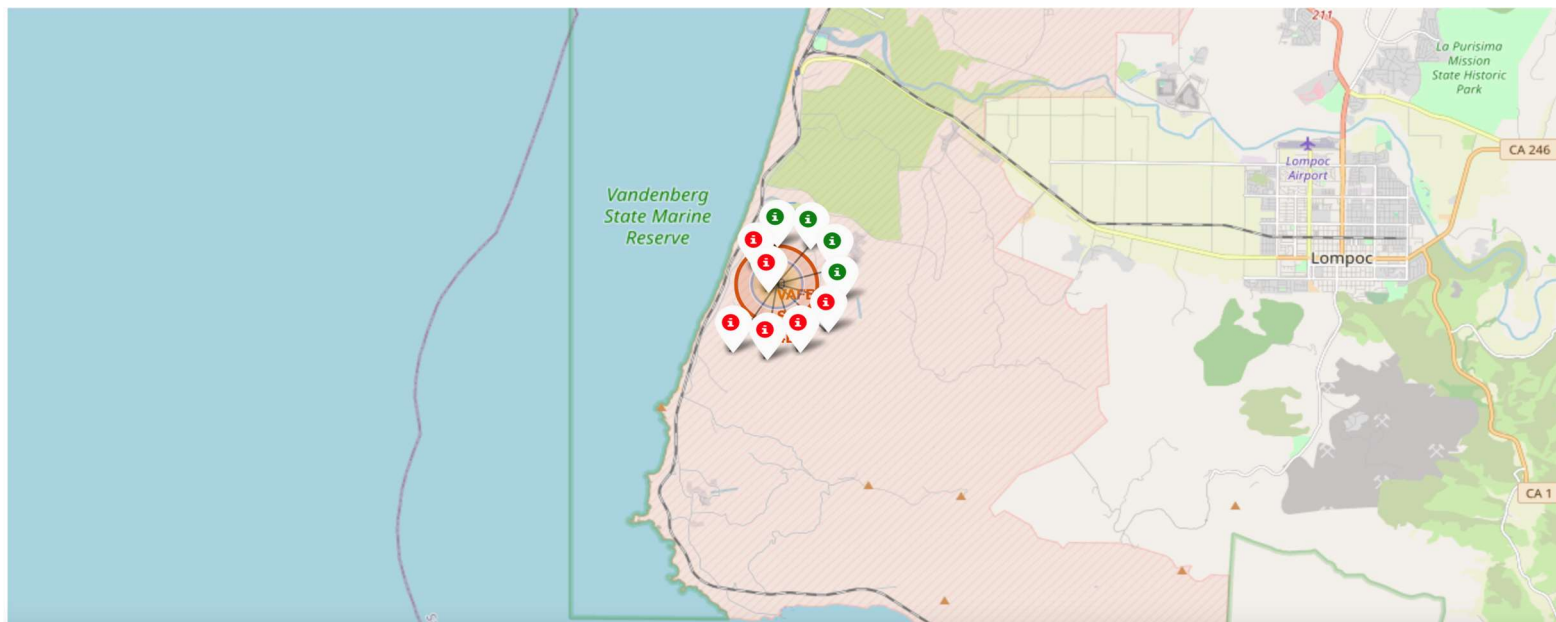 211
La Purisima
Mission
State Historic
Park
CA 246
Lompoc
Airport
Vandenberg
State Marine
Reserve
Lompoc
CA 1